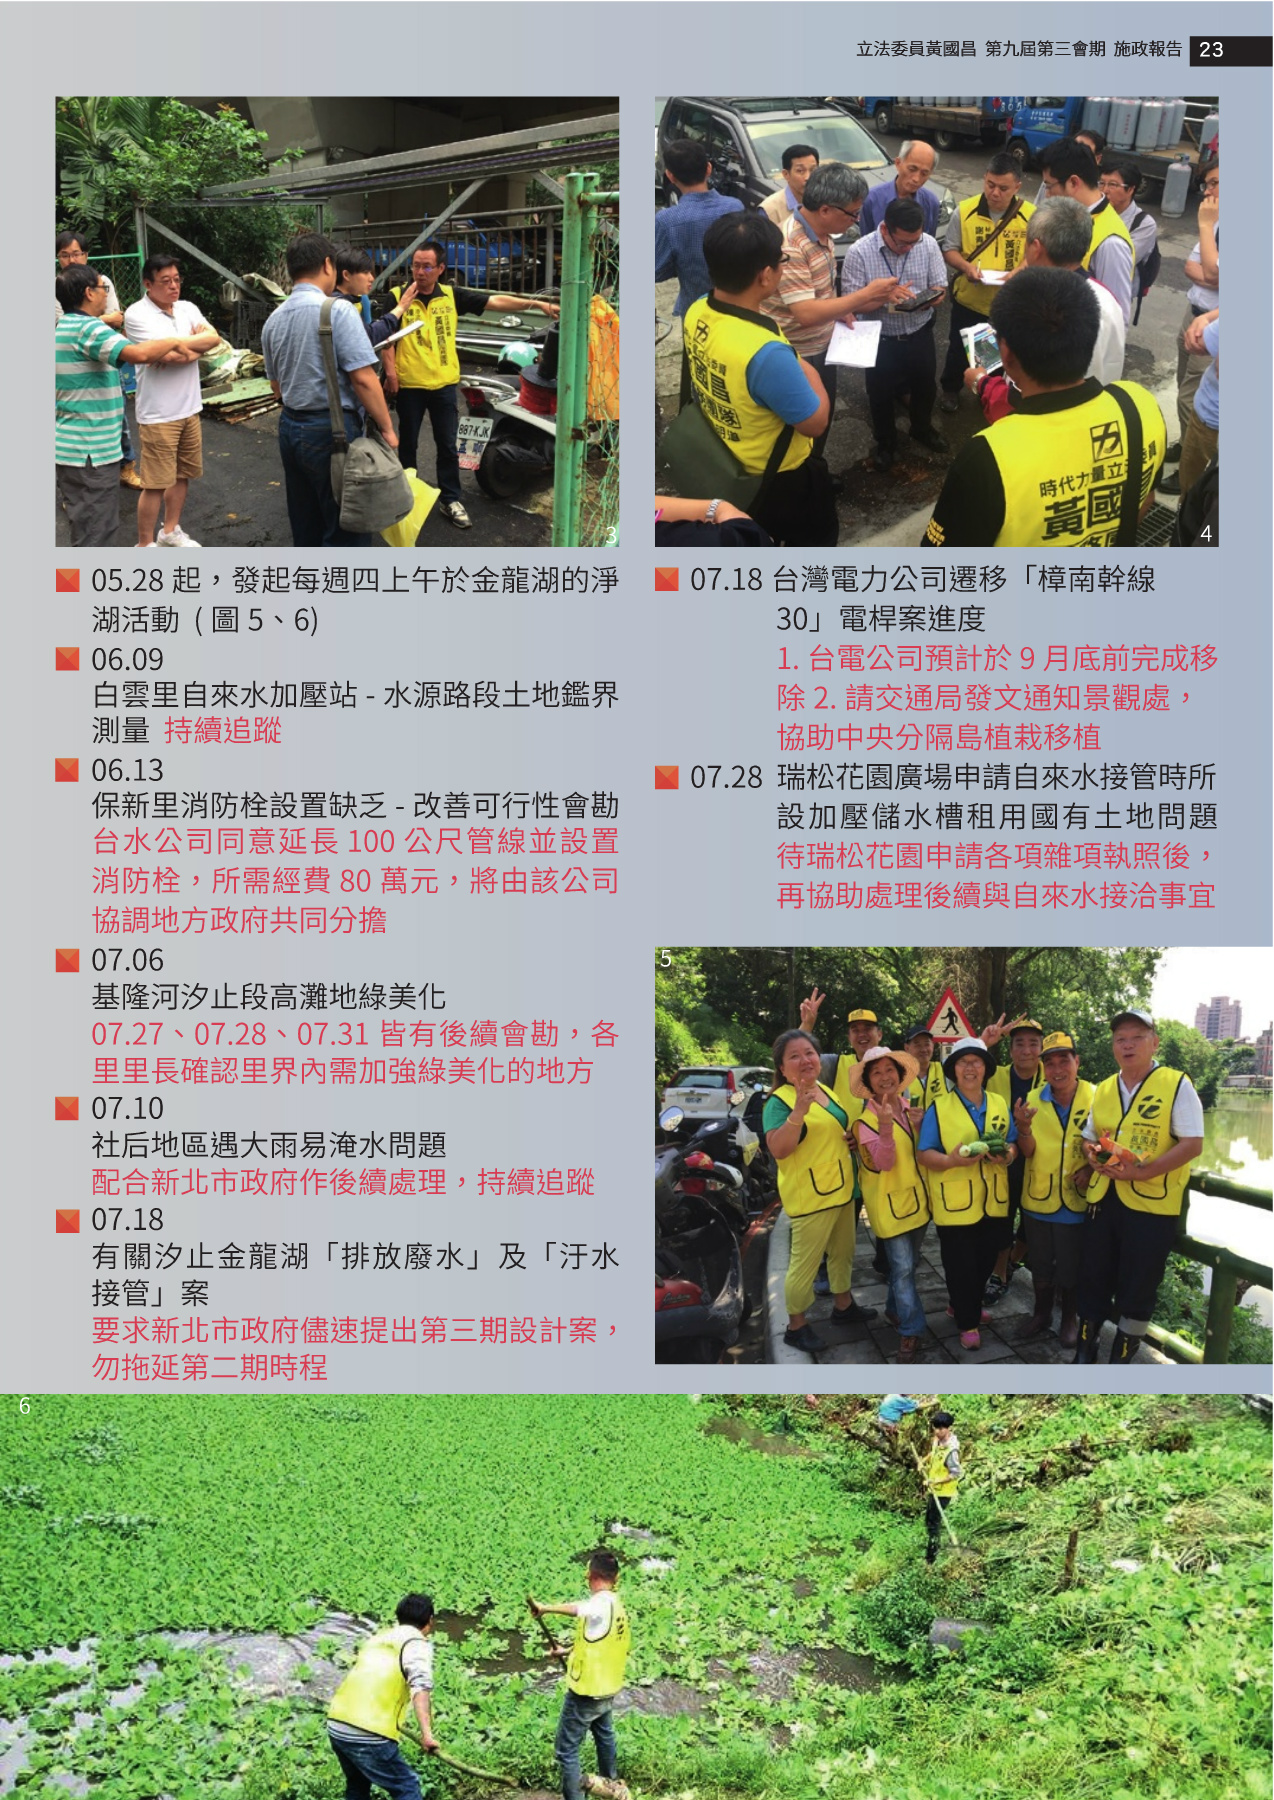 立法委員黃國昌 第九屆第三會期 施政報告 23
887-KJK
黃國昌
3
黃國昌
國昌
時代力量立
黃國
4
05.28 起，發起每週四上午於金龍湖的淨
湖活動 ( 圖 5、6)
06.09
白雲里自來水加壓站 - 水源路段土地鑑界
測量 持續追蹤
06.13
保新里消防栓設置缺乏 - 改善可行性會勘
台水公司同意延長 100 公尺管線並設置
消防栓，所需經費 80 萬元，將由該公司
協調地方政府共同分擔
07.06
基隆河汐止段高灘地綠美化
07.27、07.28、07.31 皆有後續會勘，各
里里長確認里界內需加強綠美化的地方
07.10
社后地區遇大雨易淹水問題
配合新北市政府作後續處理，持續追蹤
07.18
有關汐止金龍湖「排放廢水」及「汙水
接管」案
要求新北市政府儘速提出第三期設計案，
勿拖延第二期時程
07.18 台灣電力公司遷移「樟南幹線
30」電桿案進度
1. 台電公司預計於 9 月底前完成移
除 2. 請交通局發文通知景觀處，
協助中央分隔島植栽移植
07.28 瑞松花園廣場申請自來水接管時所
設加壓儲水槽租用國有土地問題
待瑞松花園申請各項雜項執照後，
再協助處理後續與自來水接洽事宜
5
6